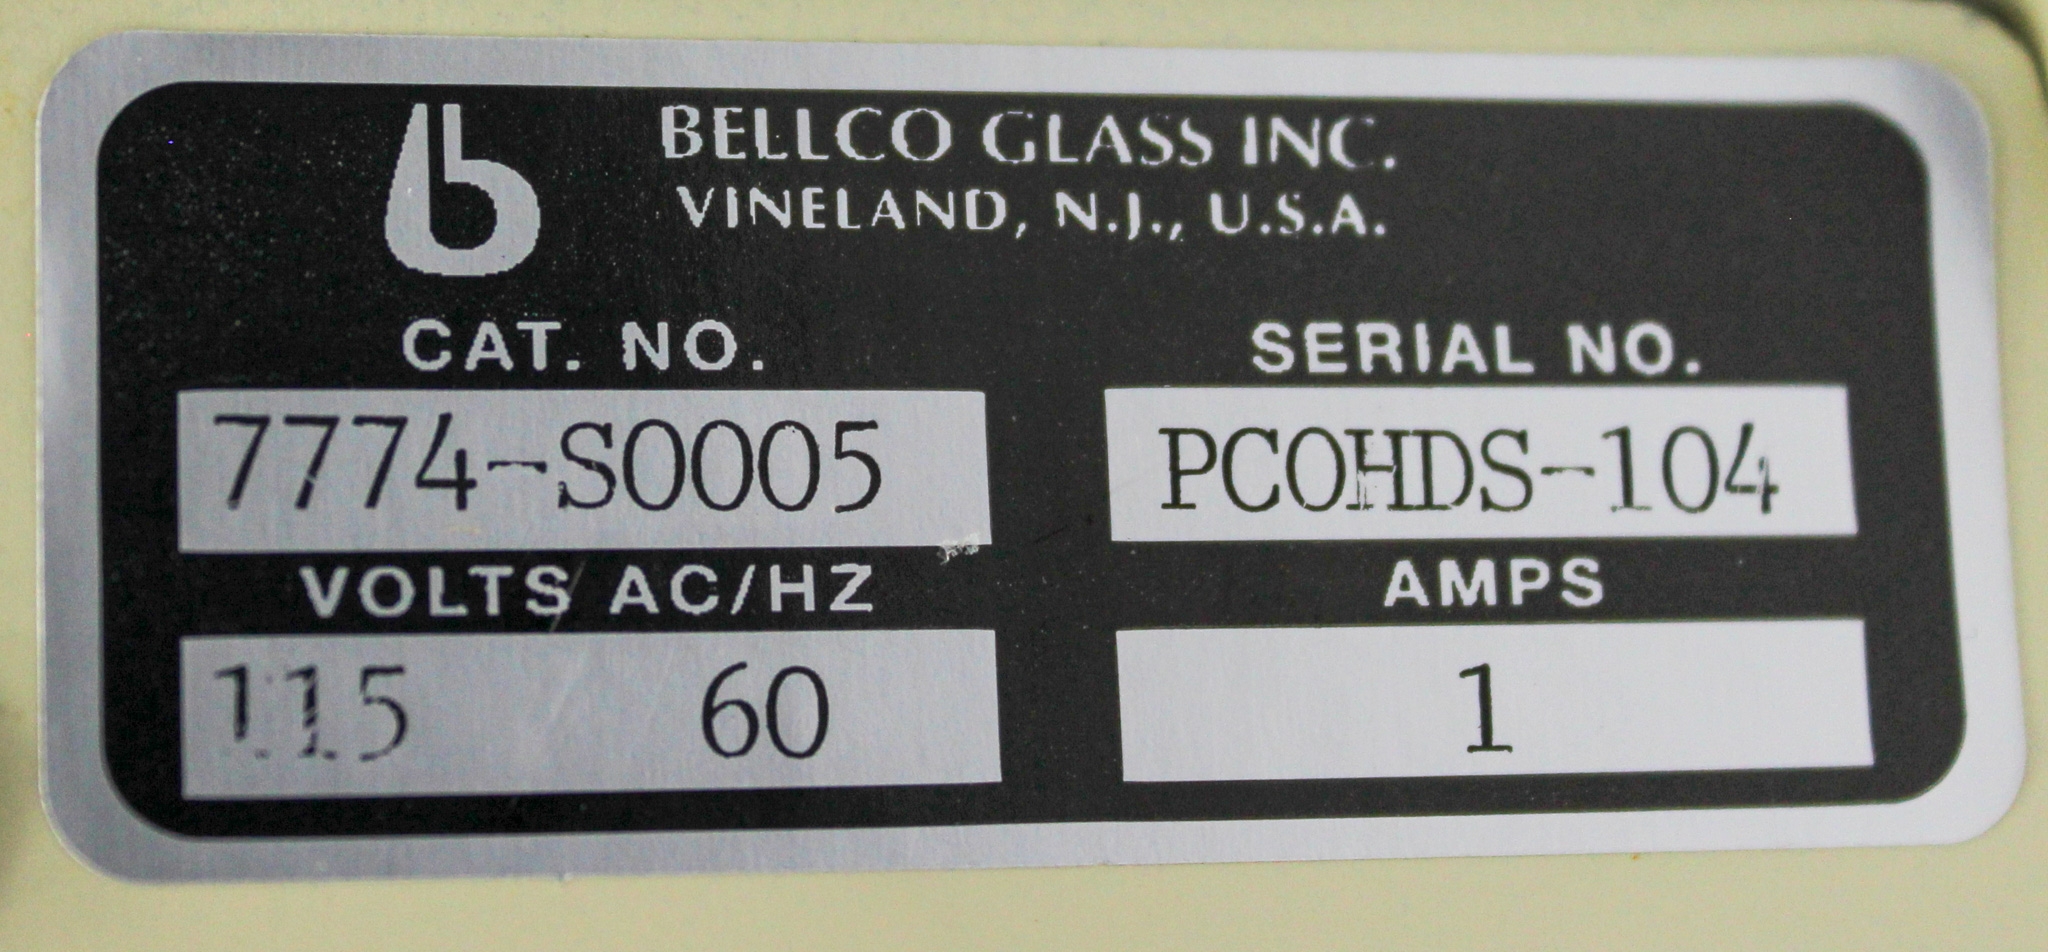 BELLCO GLASS INC.
VINELAND, N.J., U.S.A.
CAT. NO.
7774-S0005
SERIAL NO.
PCOHDS-104
VOLTS AC/HZ
115 60
AMPS
1